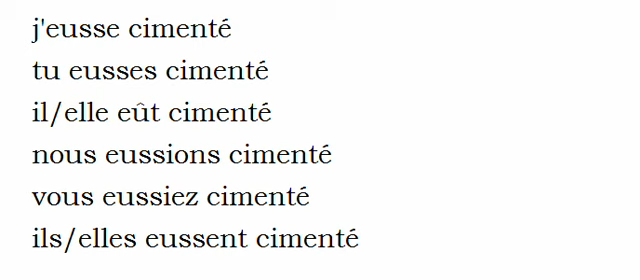 j'eusse cimenté
tu eusses cimenté
il/elle eût cimenté
nous eussions cimenté
vous eussiez cimenté
ils/elles eussent cimenté